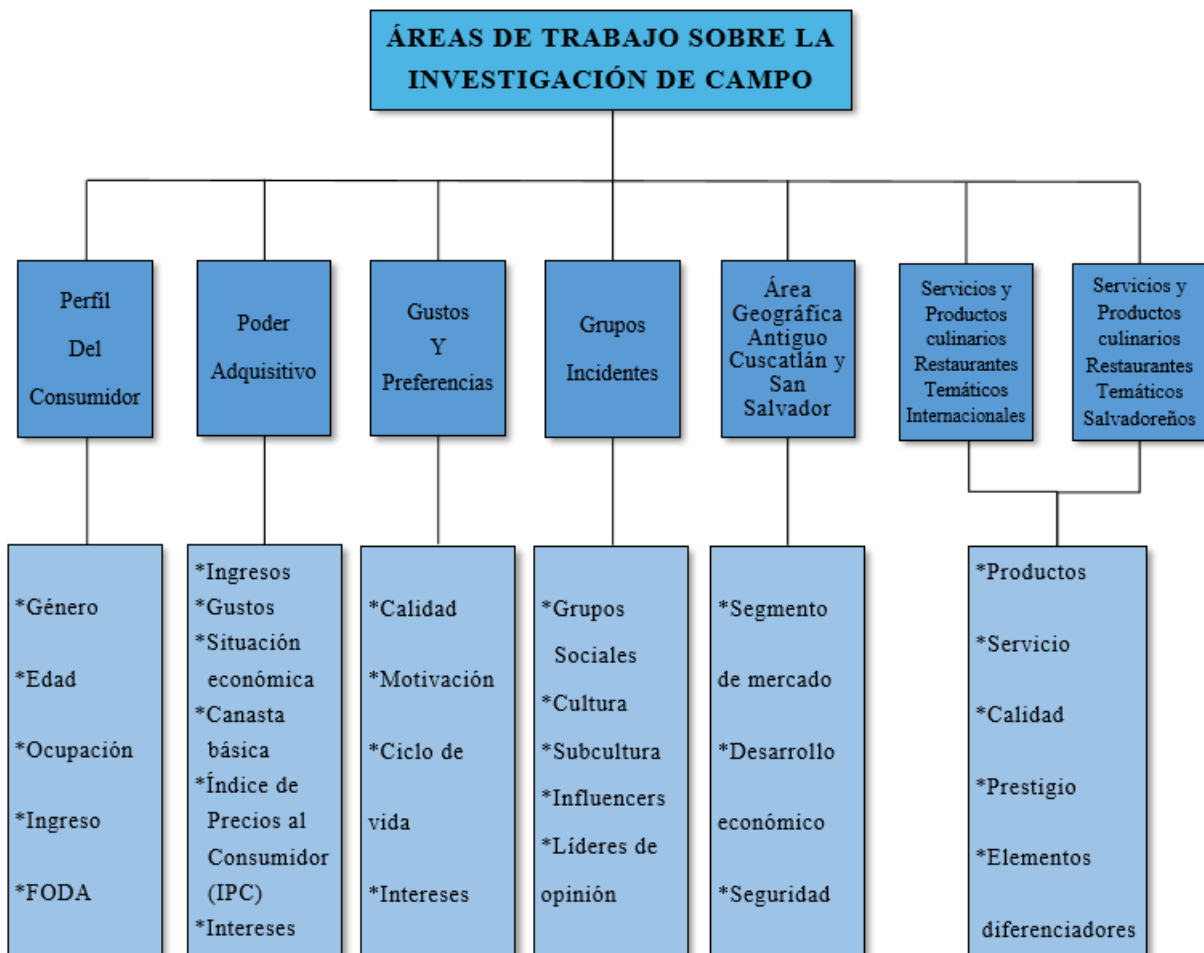 ÁREAS DE TRABAJO SOBRE LA
INVESTIGACIÓN DE CAMPO
Perfil
Del
Consumidor
Poder
Adquisitivo
Gustos
Y
Preferencias
Grupos
Incidentes
Área
Geográfica
Antiguo
Cuscatlán y
San
Salvador
Servicios y
Productos
culinarios
Restaurantes
Temáticos
Internacionales
Servicios y
Productos
culinarios
Restaurantes
Temáticos
Salvadoreños
*Género
*Edad
*Ocupación
*Ingreso
*FODA
*Ingresos
*Gustos
*Situación
económica
*Canasta
básica
*Índice de
Precios al
Consumidor
(IPC)
*Intereses
*Calidad
*Motivación
*Ciclo de
vida
*Intereses
*Grupos
Sociales
*Cultura
*Subcultura
*Influencers
*Líderes de
opinión
*Segmento
de mercado
*Desarrollo
económico
*Seguridad
*Productos
*Servicio
*Calidad
*Prestigio
*Elementos
diferenciadores